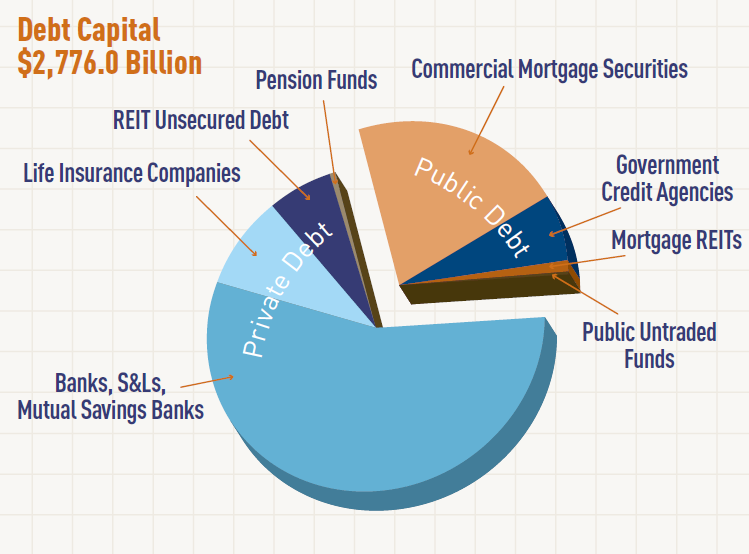 Debt Capital
$2,776.0 Billion
Pension Funds
Commercial Mortgage Securities
REIT Unsecured Debt
Life Insurance Companies
Government
Credit Agencies
Mortgage REITs
Public Untraded
Funds
Banks, S&Ls,
Mutual Savings Banks
Public Debt
Private Debt